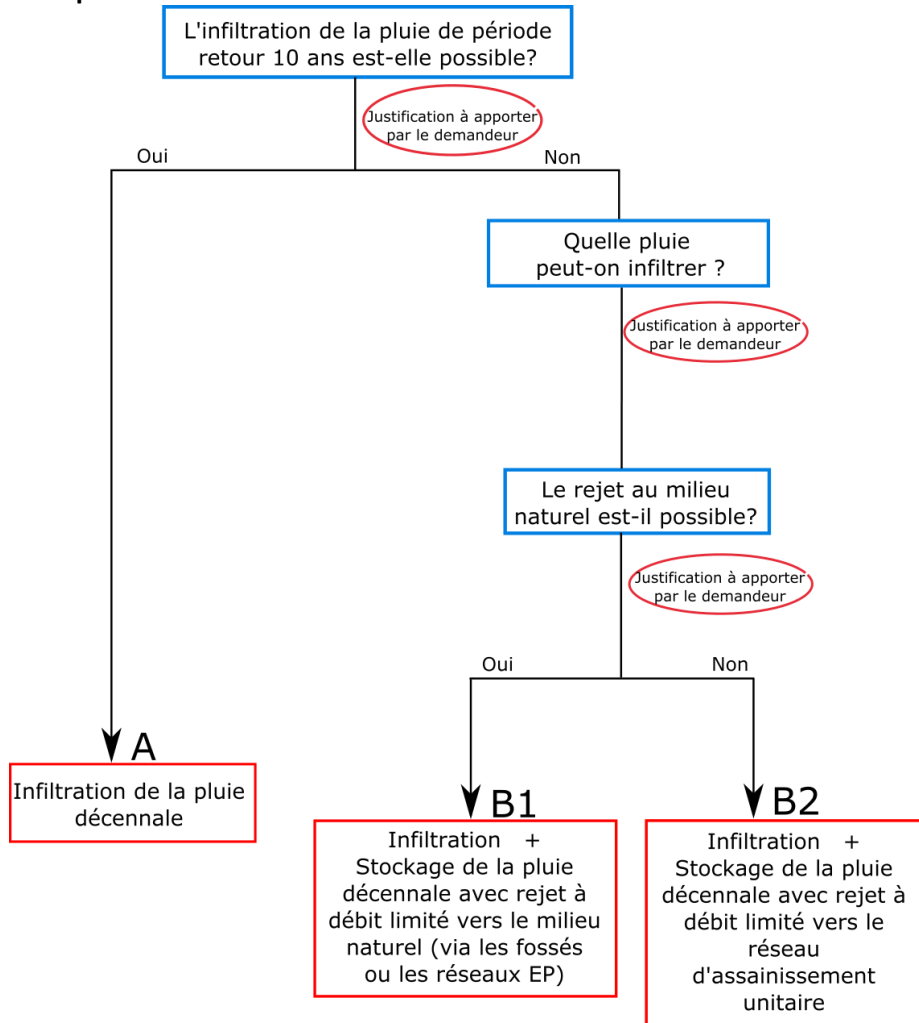 L'infiltration de la pluie de période
retour 10 ans est-elle possible?
Justification à apporter
par le demandeur
Oui
Non
Quelle pluie
peut-on infiltrer ?
Justification à apporter
par le demandeur
Le rejet au milieu
naturel est-il possible?
Justification à apporter
par le demandeur
Oui
Non
A
Infiltration de la pluie
décennale
B1
Infiltration +
Stockage de la pluie
décennale avec rejet à
débit limité vers le milieu
naturel (via les fossés
ou les réseaux EP)
B2
Infiltration +
Stockage de la pluie
décennale avec rejet à
débit limité vers le
réseau
d'assainissement
unitaire